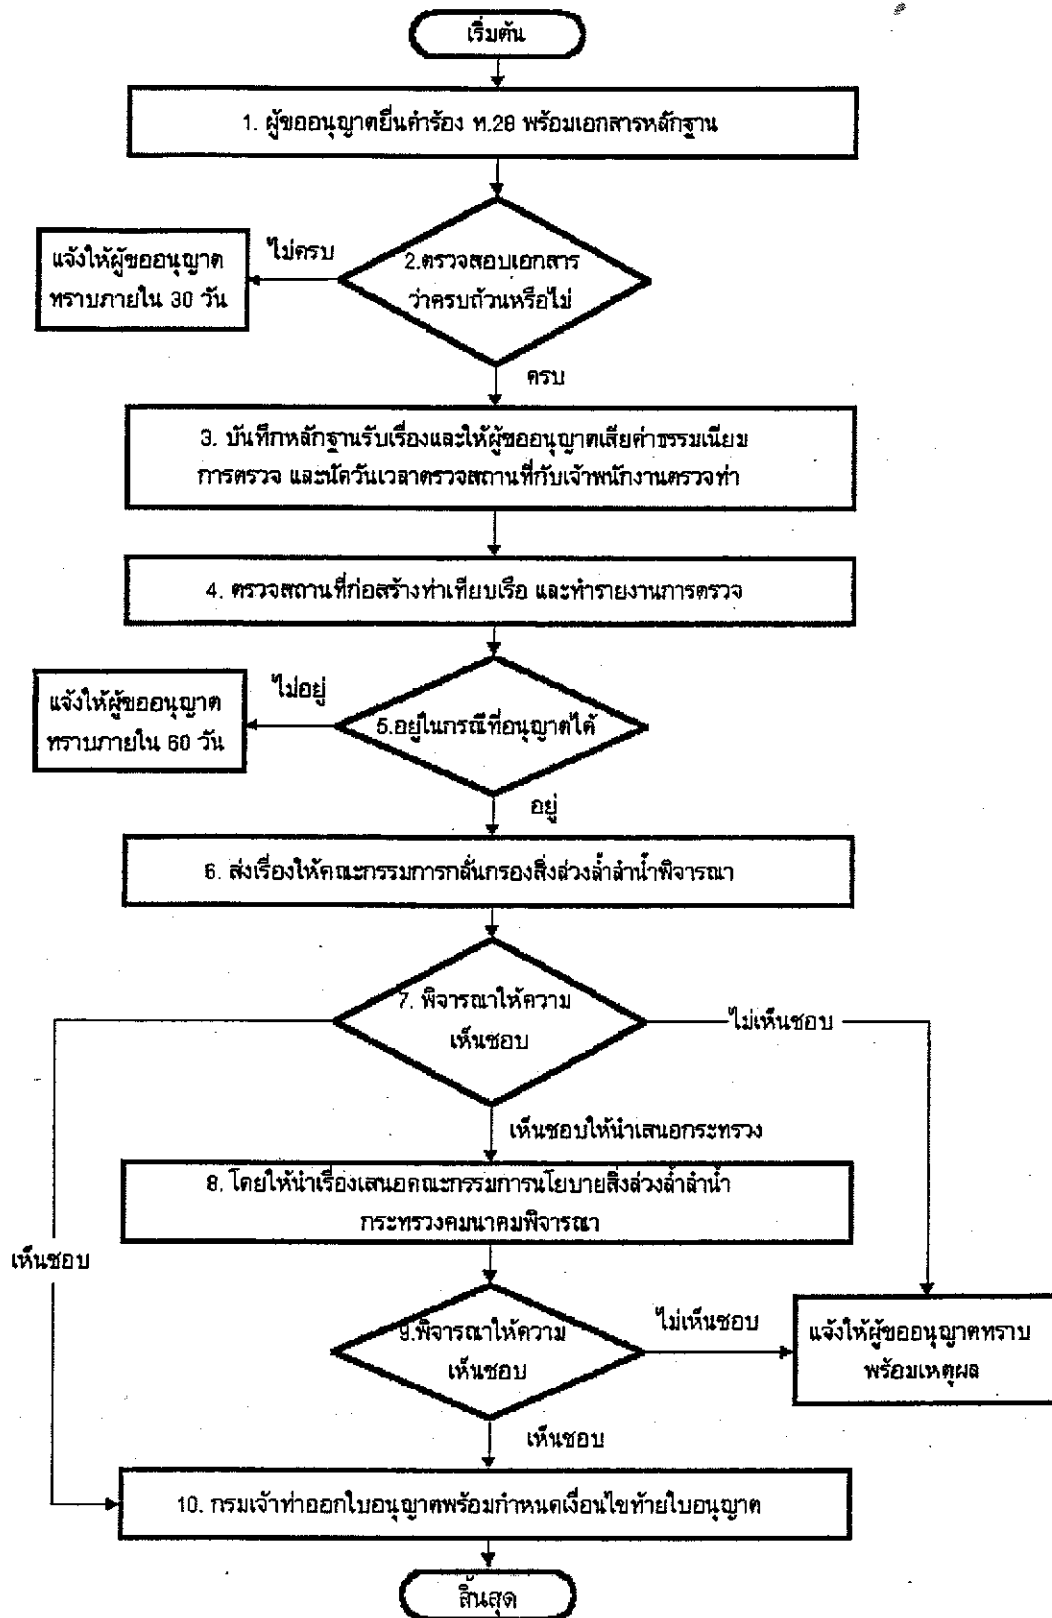 เริ่มต้น
1. ผู้ขออนุญาตยื่นคำร้อง ท.28 พร้อมเอกสารหลักฐาน
ไม่ครบ
แจ้งให้ผู้ขออนุญาต
ทราบภายใน 30 วัน
2.ตรวจสอบเอกสาร
ว่าครบถ้วนหรือไม่
ครบ
3. บันทึกหลักฐานรับเรื่องและให้ผู้ขออนุญาตเสียค่าธรรมเนียม
การตรวจ และนัดวันเวลาตรวจสถานที่กับเจ้าพนักงานตรวจท่า
4. ตรวจสถานที่ก่อสร้างท่าเทียบเรือ และทำรายงานการตรวจ
ไม่อยู่
แจ้งให้ผู้ขออนุญาต
ทราบภายใน 60 วัน
5.อยู่ในกรณีที่อนุญาตได้
อยู่
6. ส่งเรื่องให้คณะกรรมการกลั่นกรองสิ่งล่วงล้ำลำน้ำพิจารณา
7. พิจารณาให้ความ
เห็นชอบ
ไม่เห็นชอบ
เห็นชอบให้นำเสนอกระทรวง
8. โดยให้นำเรื่องเสนอคณะกรรมการนโยบายสิ่งล่วงล้ำลำน้ำ
กระทรวงคมนาคมพิจารณา
เห็นชอบ
9.พิจารณาให้ความ
เห็นชอบ
ไม่เห็นชอบ
แจ้งให้ผู้ขออนุญาตทราบ
พร้อมเหตุผล
เห็นชอบ
10. กรมเจ้าท่าออกใบอนุญาตพร้อมกำหนดเงื่อนไขท้ายใบอนุญาต
สิ้นสุด